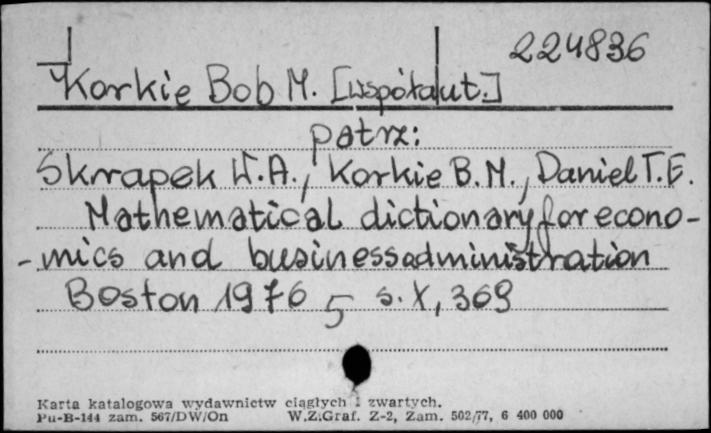 224836
Korkie Bob M. [współaut.]
patrz:
Skrapek W.A., Korkie B.M., Daniel T.E.
Mathematical dictionary for econo-
-mics and business administration
Boston 1976 5 s. X, 369
Karta katalogowa wydawnictw ciągłych i zwartych.
Pu-B-144 zam. 567/DW/On W.Z.Graf. Z-2, Zam. 502/77, 6 400 000